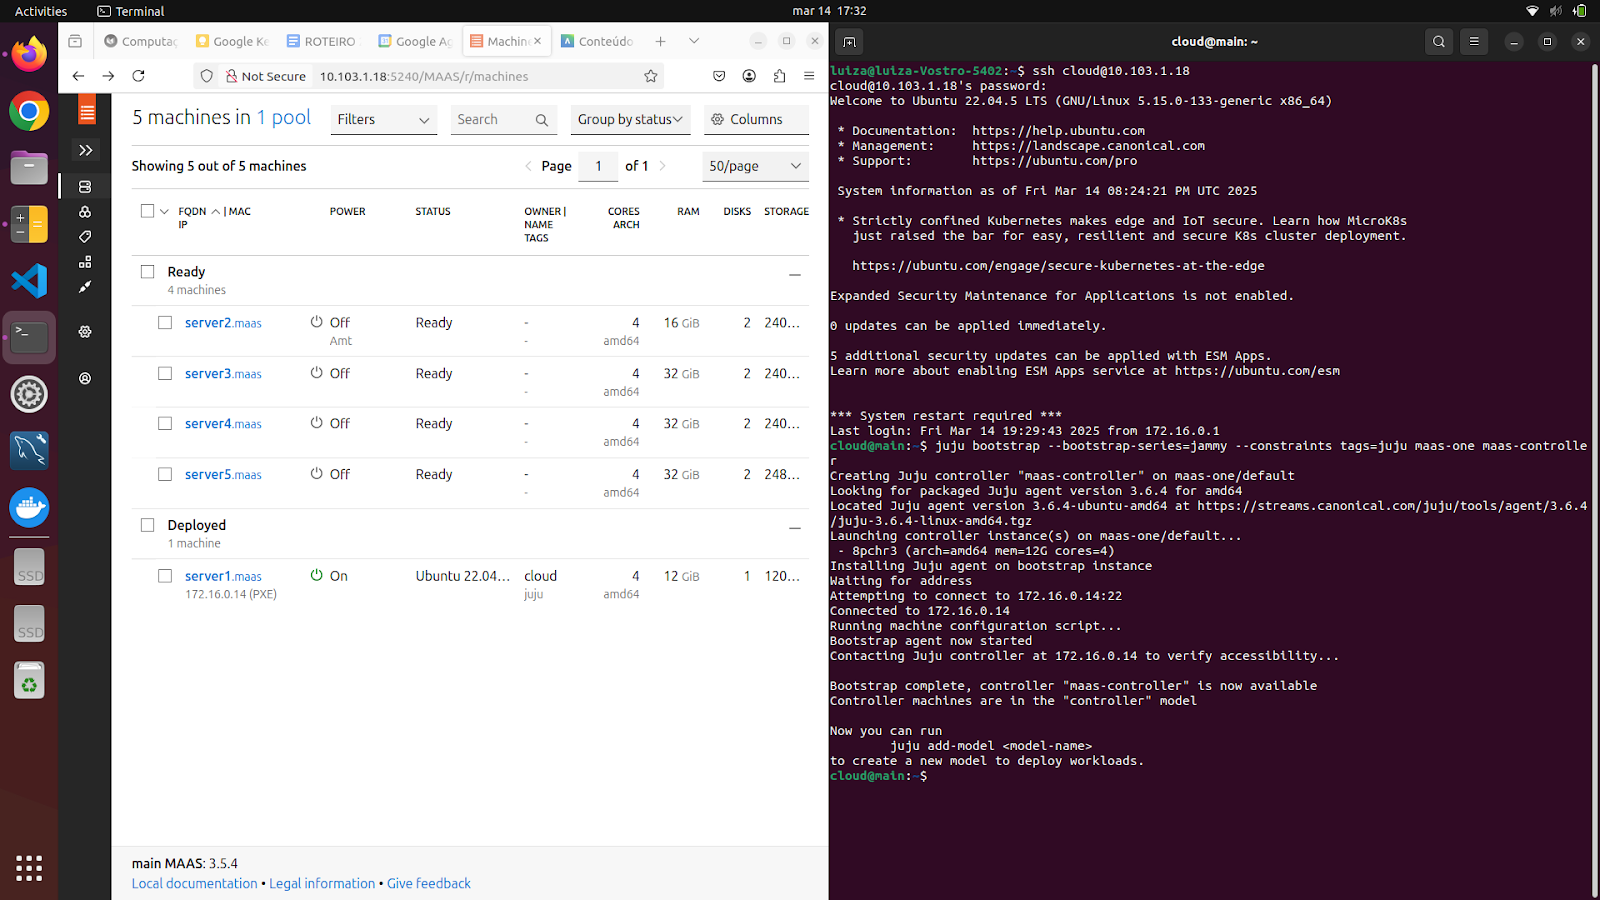 Activities
Terminal
mar 14 17:32
Computaç
Google Ke
ROTEIRO
Google Ag
Machine
Conteúdo
Not Secure
10.103.1.18:5240/MAAS/r/machines
5 machines in 1 pool
Filters
Search
Group by status
Columns
Showing 5 out of 5 machines
Page 1 of 1
50/page
FQDN | MAC
IP
POWER
STATUS
OWNER |
NAME
TAGS
CORES
ARCH
RAM
DISKS
STORAGE
Ready
4 machines
server2.maas Off Ready - 4 16 GiB 2 240...
Amt - amd64
server3.maas Off Ready - 4 32 GiB 2 240...
- amd64
server4.maas Off Ready - 4 32 GiB 2 240...
- amd64
server5.maas Off Ready - 4 32 GiB 2 248...
- amd64
Deployed
1 machine
server1.maas On Ubuntu 22.04... cloud 4 12 GiB 1 120...
172.16.0.14 (PXE) juju amd64
main MAAS: 3.5.4
Local documentation • Legal information • Give feedback
SSD
SSD
cloud@main: ~
luiza@luiza-Vostro-5402:~$ ssh cloud@10.103.1.18
cloud@10.103.1.18's password:
Welcome to Ubuntu 22.04.5 LTS (GNU/Linux 5.15.0-133-generic x86_64)
* Documentation: https://help.ubuntu.com
* Management: https://landscape.canonical.com
* Support: https://ubuntu.com/pro
System information as of Fri Mar 14 08:24:21 PM UTC 2025
* Strictly confined Kubernetes makes edge and IoT secure. Learn how MicroK8s
just raised the bar for easy, resilient and secure K8s cluster deployment.
https://ubuntu.com/engage/secure-kubernetes-at-the-edge
Expanded Security Maintenance for Applications is not enabled.
0 updates can be applied immediately.
5 additional security updates can be applied with ESM Apps.
Learn more about enabling ESM Apps service at https://ubuntu.com/esm
*** System restart required ***
Last login: Fri Mar 14 19:29:43 2025 from 172.16.0.1
cloud@main:~$ juju bootstrap --bootstrap-series=jammy --constraints tags=juju maas-one maas-controlle
r
Creating Juju controller "maas-controller" on maas-one/default
Looking for packaged Juju agent version 3.6.4 for amd64
Located Juju agent version 3.6.4-ubuntu-amd64 at https://streams.canonical.com/juju/tools/agent/3.6.4
/juju-3.6.4-linux-amd64.tgz
Launching controller instance(s) on maas-one/default...
- 8pchr3 (arch=amd64 mem=12G cores=4)
Installing Juju agent on bootstrap instance
Waiting for address
Attempting to connect to 172.16.0.14:22
Connected to 172.16.0.14
Running machine configuration script...
Bootstrap agent now started
Contacting Juju controller at 172.16.0.14 to verify accessibility...
Bootstrap complete, controller "maas-controller" is now available
Controller machines are in the "controller" model
Now you can run
juju add-model <model-name>
to create a new model to deploy workloads.
cloud@main:~$